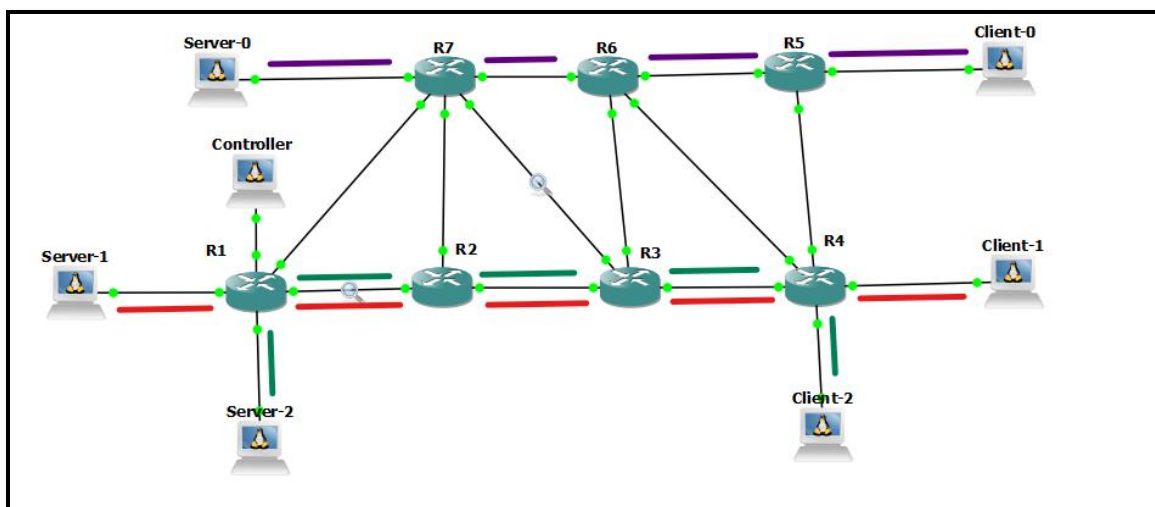 Server-0
R7
R6
R5
Client-0
Controller
Server-1
R1
R2
R3
R4
Client-1
Server-2
Client-2